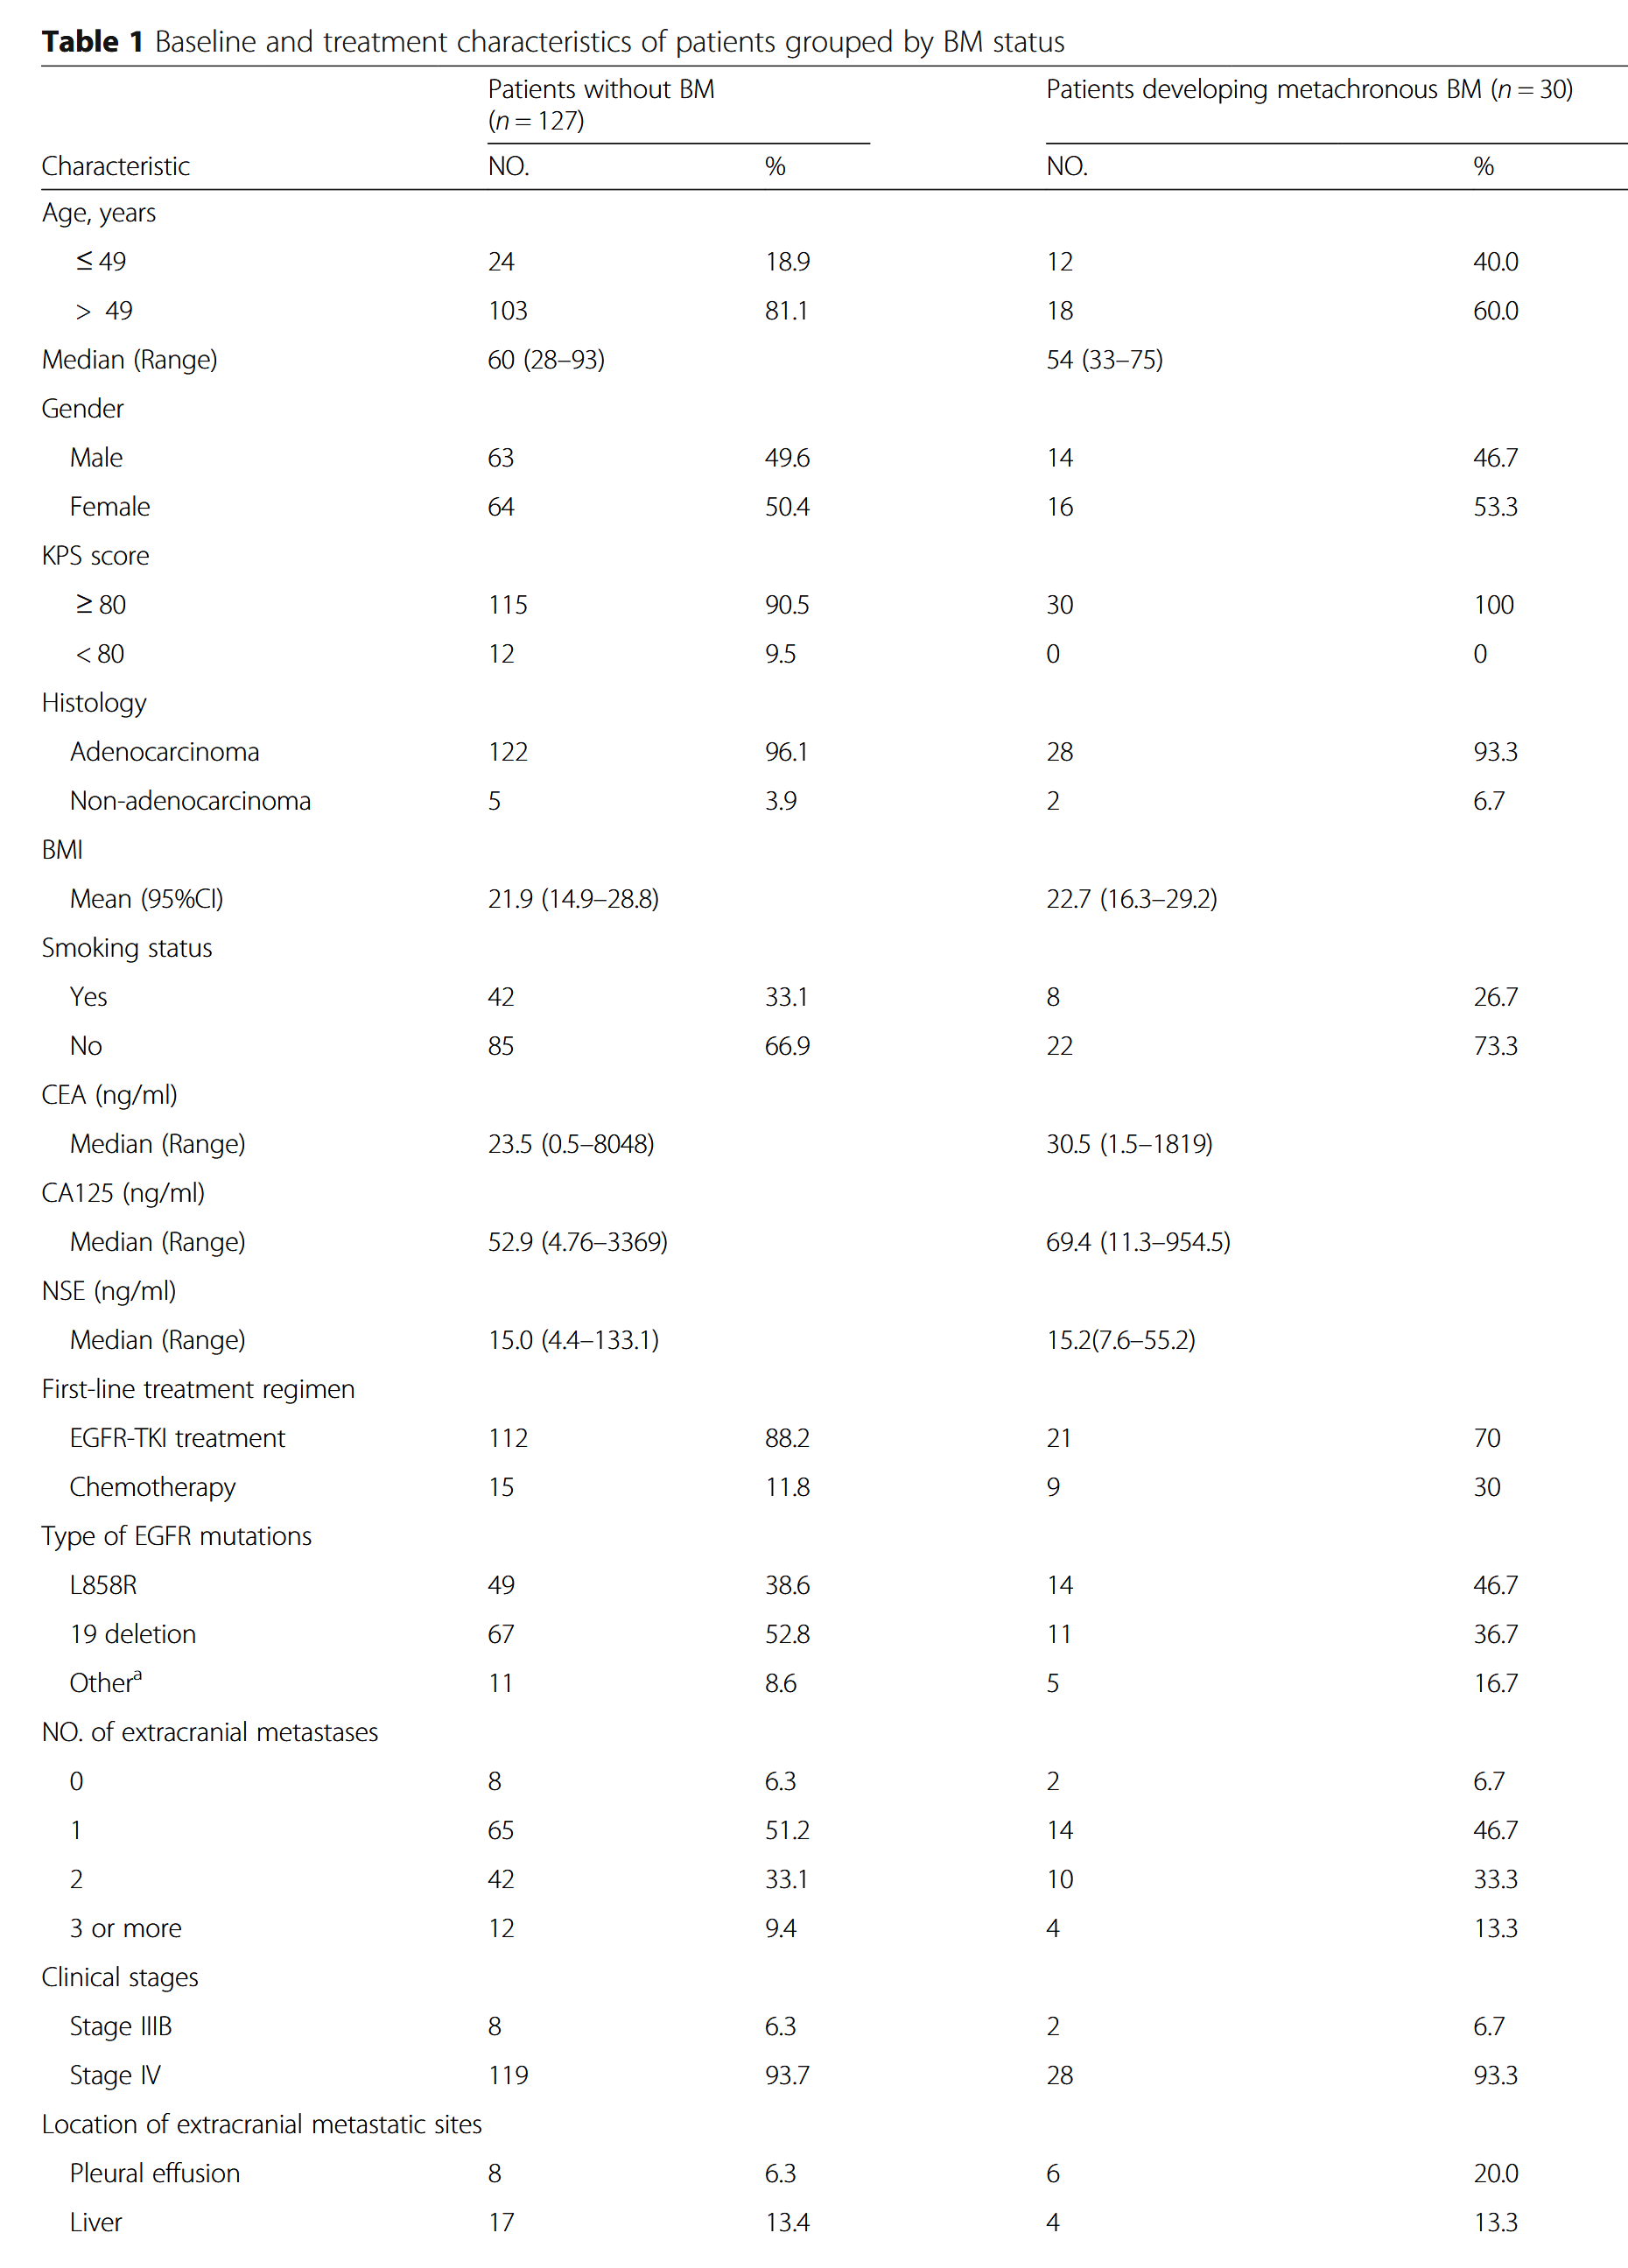 Table 1 Baseline and treatment characteristics of patients grouped by BM status
Patients without BM (n = 127) Patients developing metachronous BM (n = 30)
Characteristic NO. % NO. %
Age, years
≤ 49 24 18.9 12 40.0
> 49 103 81.1 18 60.0
Median (Range) 60 (28–93) 54 (33–75)
Gender
Male 63 49.6 14 46.7
Female 64 50.4 16 53.3
KPS score
≥ 80 115 90.5 30 100
< 80 12 9.5 0 0
Histology
Adenocarcinoma 122 96.1 28 93.3
Non-adenocarcinoma 5 3.9 2 6.7
BMI
Mean (95%CI) 21.9 (14.9–28.8) 22.7 (16.3–29.2)
Smoking status
Yes 42 33.1 8 26.7
No 85 66.9 22 73.3
CEA (ng/ml)
Median (Range) 23.5 (0.5–8048) 30.5 (1.5–1819)
CA125 (ng/ml)
Median (Range) 52.9 (4.76–3369) 69.4 (11.3–954.5)
NSE (ng/ml)
Median (Range) 15.0 (4.4–133.1) 15.2(7.6–55.2)
First-line treatment regimen
EGFR-TKI treatment 112 88.2 21 70
Chemotherapy 15 11.8 9 30
Type of EGFR mutations
L858R 49 38.6 14 46.7
19 deletion 67 52.8 11 36.7
Otherᵃ 11 8.6 5 16.7
NO. of extracranial metastases
0 8 6.3 2 6.7
1 65 51.2 14 46.7
2 42 33.1 10 33.3
3 or more 12 9.4 4 13.3
Clinical stages
Stage IIIB 8 6.3 2 6.7
Stage IV 119 93.7 28 93.3
Location of extracranial metastatic sites
Pleural effusion 8 6.3 6 20.0
Liver 17 13.4 4 13.3